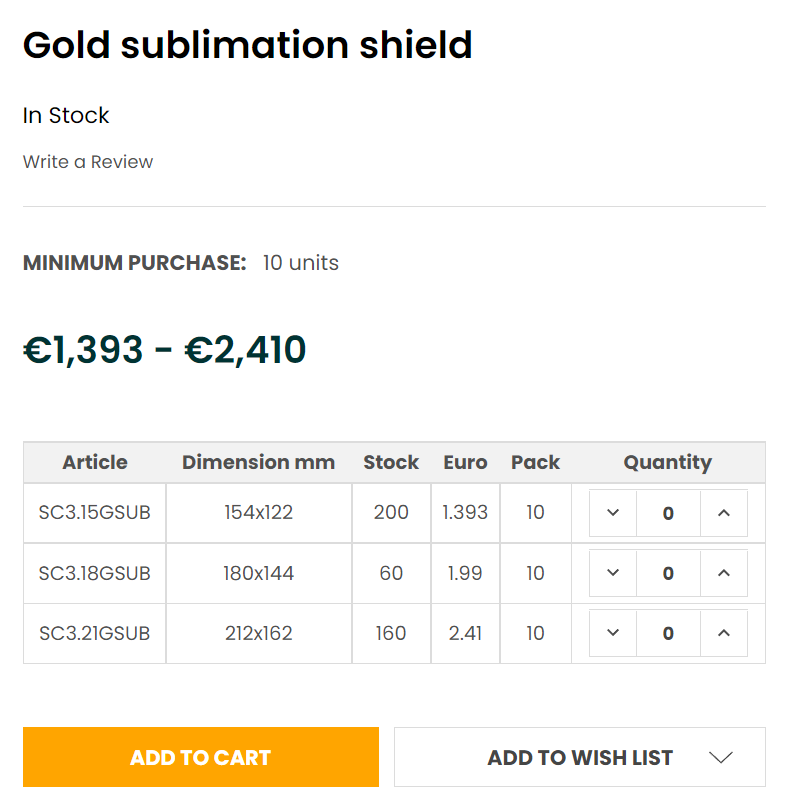 Gold sublimation shield
In Stock
Write a Review
MINIMUM PURCHASE: 10 units
€1,393 - €2,410
Article Dimension mm Stock Euro Pack Quantity
SC3.15GSUB 154x122 200 1.393 10 0
SC3.18GSUB 180x144 60 1.99 10 0
SC3.21GSUB 212x162 160 2.41 10 0
ADD TO CART ADD TO WISH LIST